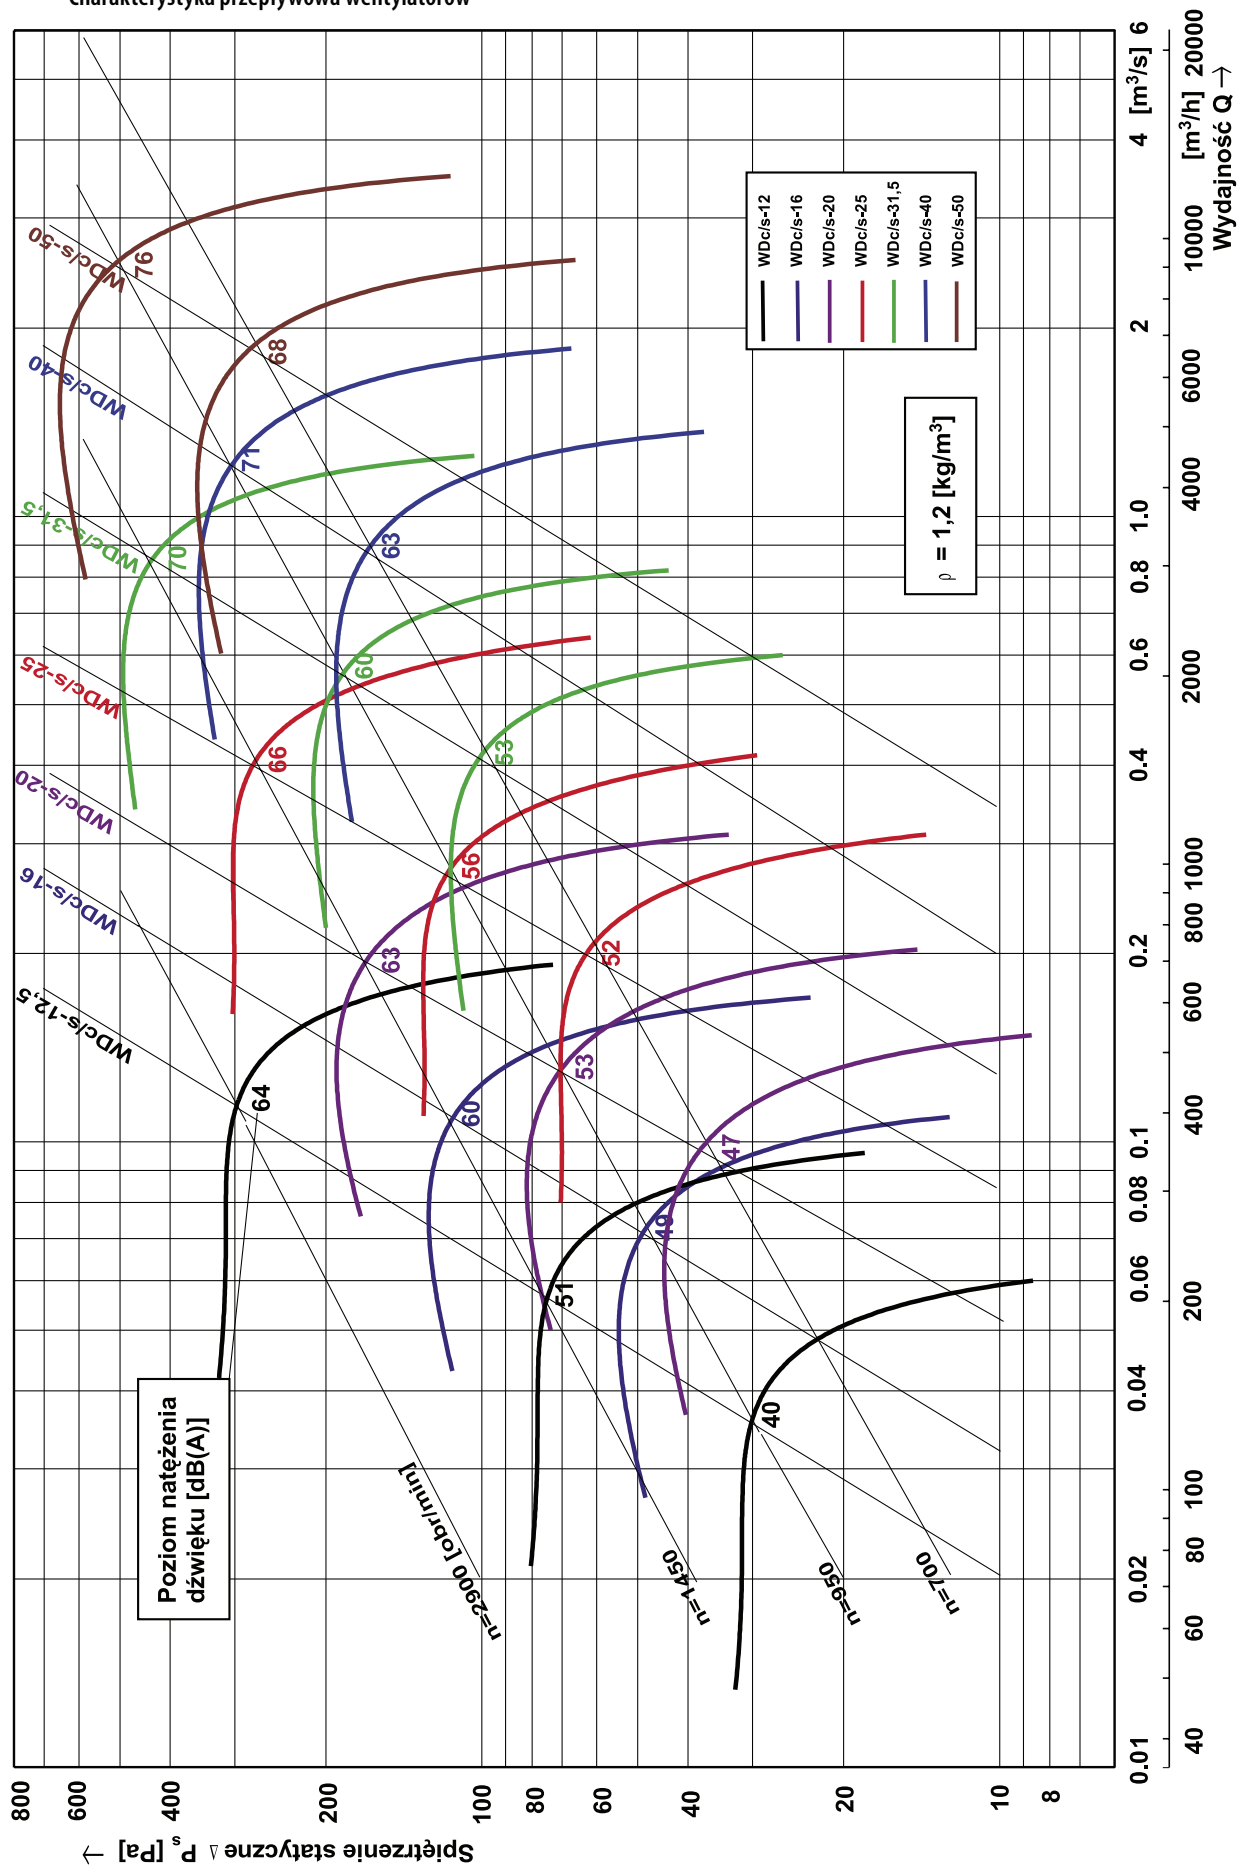 Charakterystyka przepływowa wentylatorów
WDc/s-12,5
WDc/s-16
WDc/s-20
WDc/s-25
WDc/s-31,5
WDc/s-40
WDc/s-50
64
63
66
70
71
76
60
56
60
63
68
51
53
52
53
49
47
40
Poziom natężenia
dźwięku [dB(A)]
n=2900 [obr/min]
n=1450
n=950
n=700
WDc/s-12
WDc/s-16
WDc/s-20
WDc/s-25
WDc/s-31,5
WDc/s-40
WDc/s-50
ρ = 1,2 [kg/m³]
Spiętrzenie statyczne Δ Pₛ [Pa] →
800
600
400
200
100
80
60
40
20
10
8
0.01 0.02 0.04 0.06 0.08 0.1 0.2 0.4 0.6 0.8 1.0 2 4 [m³/s] 6
40 60 80 100 200 400 600 800 1000 2000 4000 6000 10000 [m³/h] 20000
Wydajność Q →